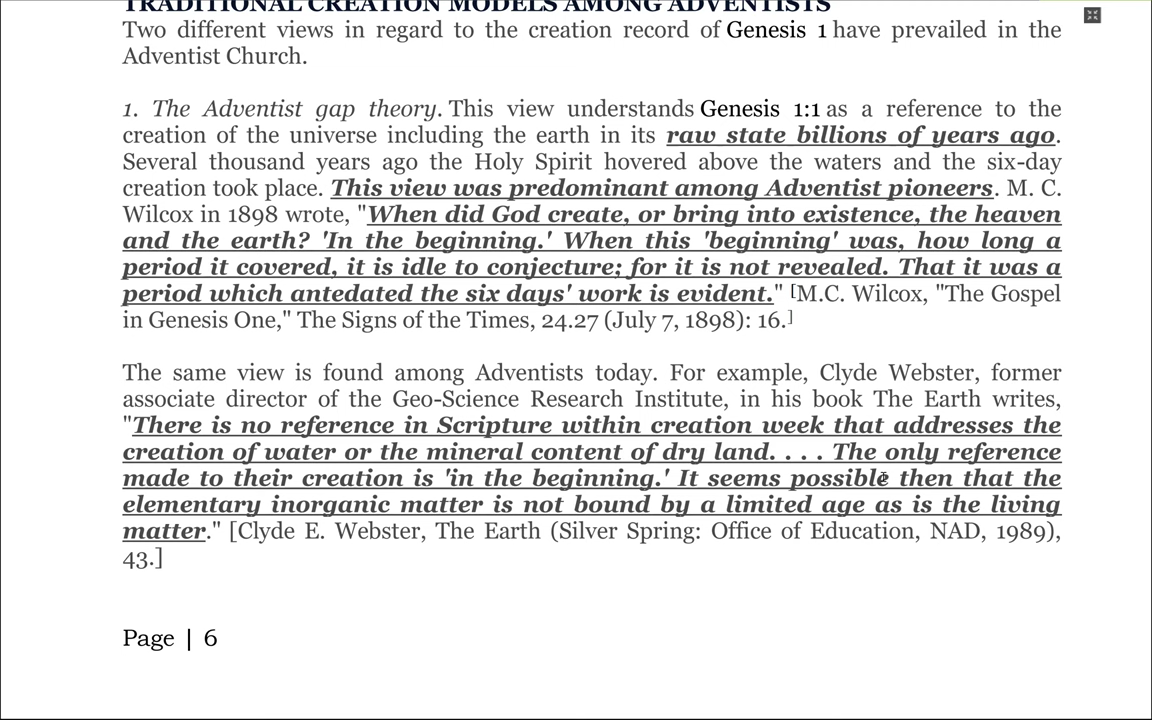 TRADITIONAL CREATION MODELS AMONG ADVENTISTS
Two different views in regard to the creation record of Genesis 1 have prevailed in the
Adventist Church.
1. The Adventist gap theory. This view understands Genesis 1:1 as a reference to the
creation of the universe including the earth in its raw state billions of years ago.
Several thousand years ago the Holy Spirit hovered above the waters and the six-day
creation took place. This view was predominant among Adventist pioneers. M. C.
Wilcox in 1898 wrote, "When did God create, or bring into existence, the heaven
and the earth? 'In the beginning.' When this 'beginning' was, how long a
period it covered, it is idle to conjecture; for it is not revealed. That it was a
period which antedated the six days' work is evident." [M.C. Wilcox, "The Gospel
in Genesis One," The Signs of the Times, 24.27 (July 7, 1898): 16.]
The same view is found among Adventists today. For example, Clyde Webster, former
associate director of the Geo-Science Research Institute, in his book The Earth writes,
"There is no reference in Scripture within creation week that addresses the
creation of water or the mineral content of dry land. . . . The only reference
made to their creation is 'in the beginning.' It seems possible then that the
elementary inorganic matter is not bound by a limited age as is the living
matter." [Clyde E. Webster, The Earth (Silver Spring: Office of Education, NAD, 1989),
43.]
Page | 6